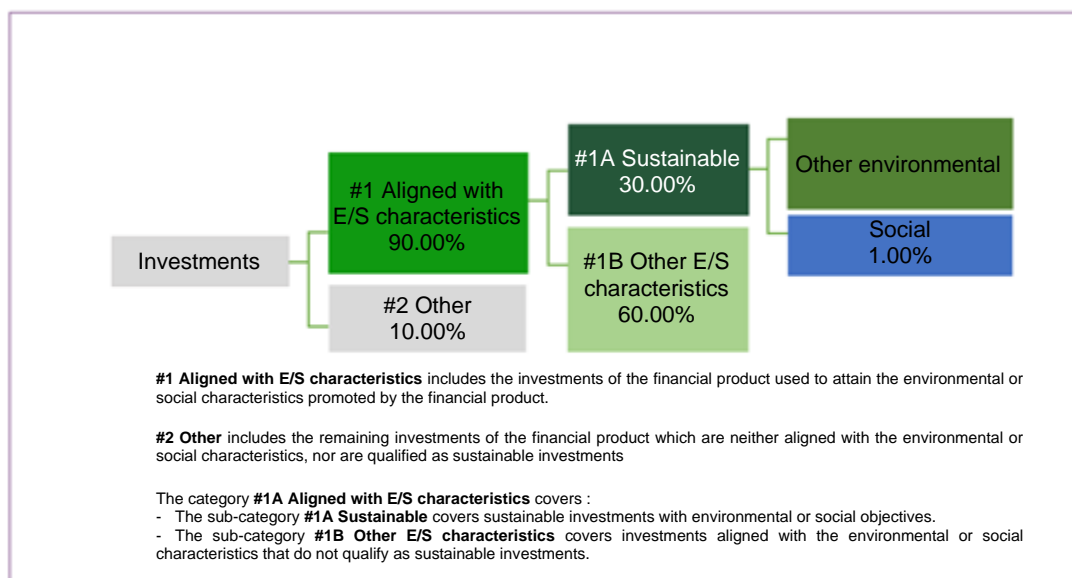 Investments
#1 Aligned with
E/S characteristics
90.00%
#2 Other
10.00%
#1A Sustainable
30.00%
#1B Other E/S
characteristics
60.00%
Other environmental
Social
1.00%
#1 Aligned with E/S characteristics includes the investments of the financial product used to attain the environmental or
social characteristics promoted by the financial product.
#2 Other includes the remaining investments of the financial product which are neither aligned with the environmental or
social characteristics, nor are qualified as sustainable investments
The category #1A Aligned with E/S characteristics covers :
- The sub-category #1A Sustainable covers sustainable investments with environmental or social objectives.
- The sub-category #1B Other E/S characteristics covers investments aligned with the environmental or social
characteristics that do not qualify as sustainable investments.